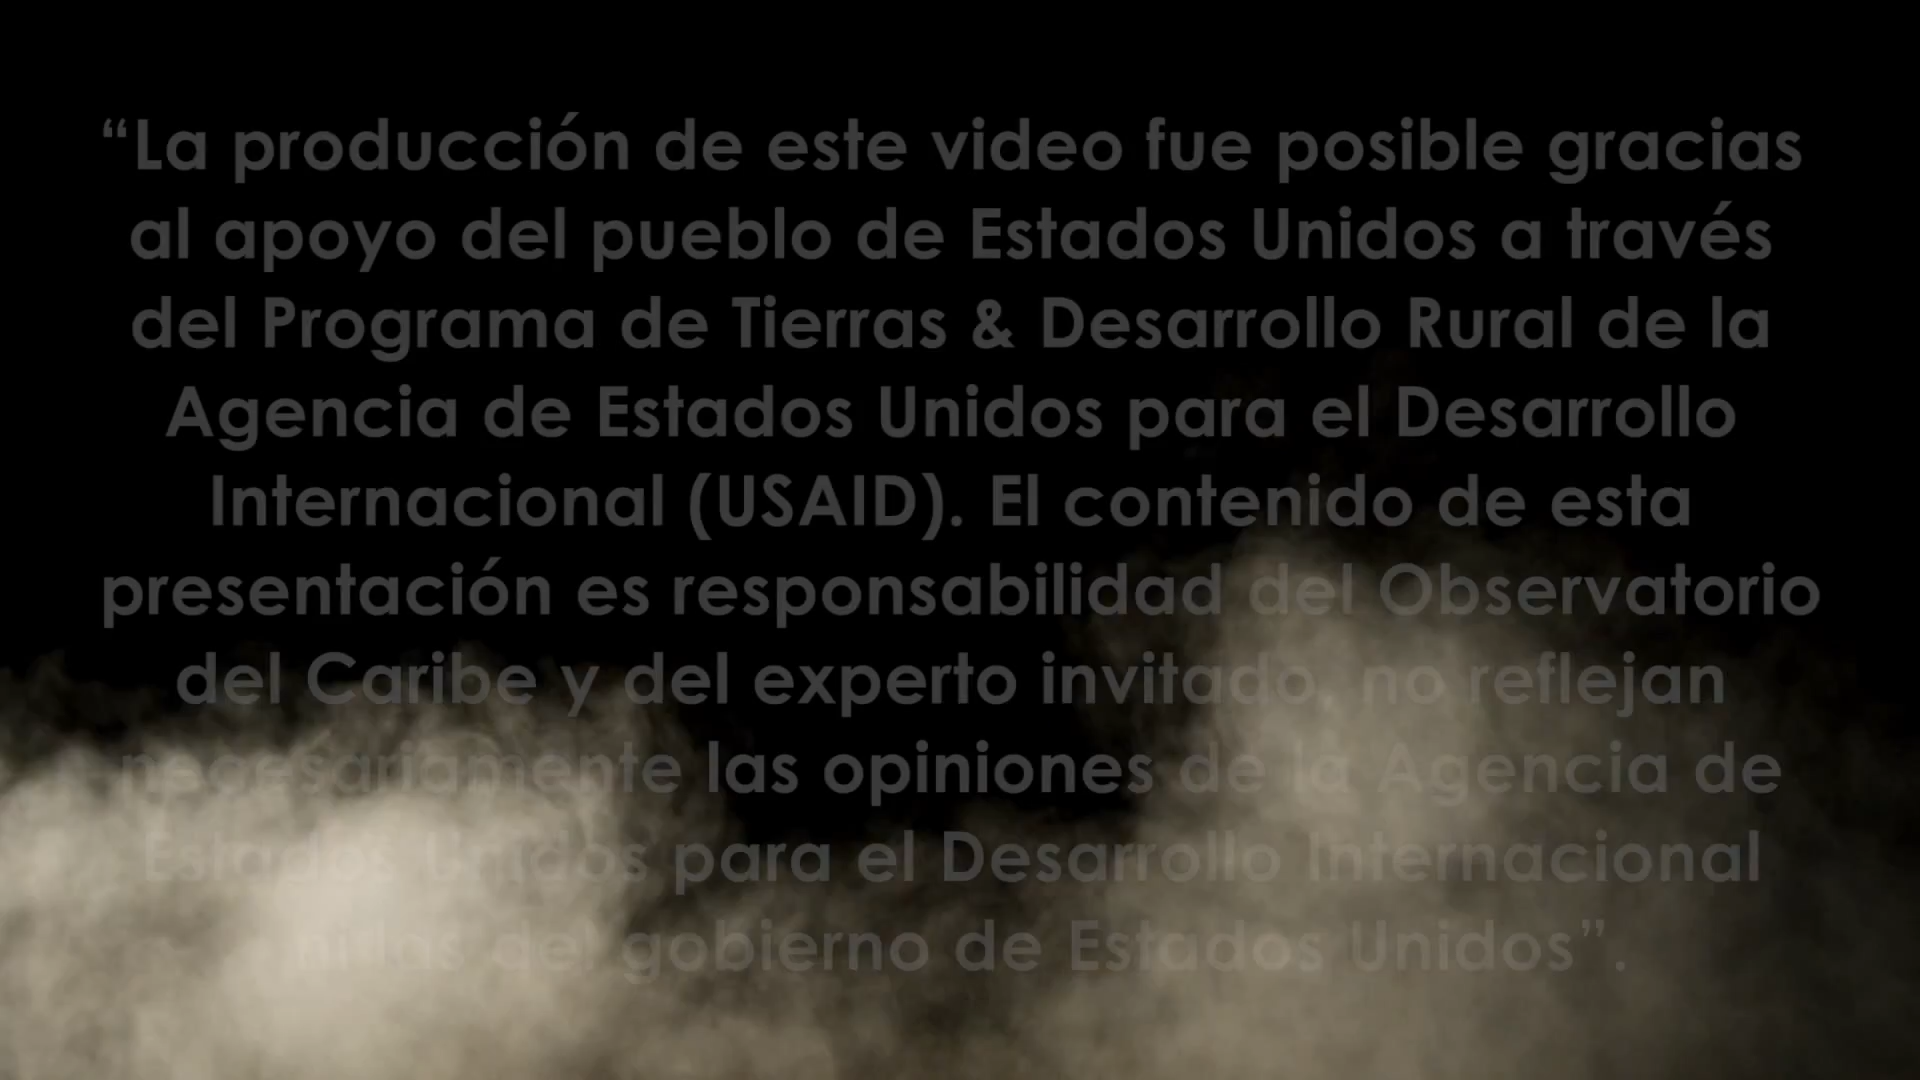 “La producción de este video fue posible gracias
al apoyo del pueblo de Estados Unidos a través
del Programa de Tierras & Desarrollo Rural de la
Agencia de Estados Unidos para el Desarrollo
Internacional (USAID). El contenido de esta
presentación es responsabilidad del Observatorio
del Caribe y del experto invitado, no reflejan
necesariamente las opiniones de la Agencia de
Estados Unidos para el Desarrollo Internacional
ni las del gobierno de Estados Unidos”.